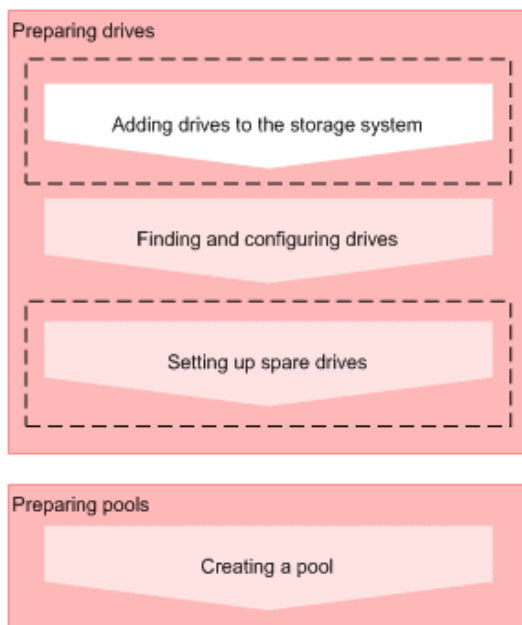 Preparing drives
Adding drives to the storage system
Finding and configuring drives
Setting up spare drives
Preparing pools
Creating a pool